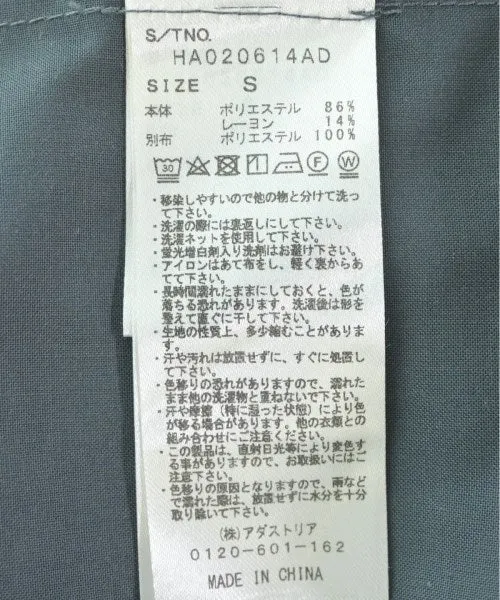 S/TNO.
HA020614AD
SIZE S
本体 ポリエステル 86%
レーヨン 14%
別布 ポリエステル 100%
30 F W
・移染しやすいので他の物と分けて洗っ
て下さい。
・洗濯の際には裏返しにして下さい。
・洗濯ネットを使用して下さい。
・蛍光増白剤入り洗剤はお避け下さい。
・アイロンはあて布をし、軽く裏からあ
てて下さい。
・長時間濡れたままにしておくと、色が
落ちる恐れがあります。洗濯後は形を
整えて直ぐに干して下さい。
・生地の性質上、多少縮むことがありま
す。
・汗や汚れは放置せずに、すぐに処置し
て下さい。
・色移りの恐れがありますので、濡れた
まま他の洗濯物と重ねないで下さい。
・汗や摩擦（特に湿った状態）により色
が移る場合があります。他の衣類との
組み合わせにご注意ください。
・この製品は、直射日光等により変色す
る事がありますので、お取扱いにはご
注意下さい。
・色移りの原因となりますので、雨など
で濡れた際は、放置せずに水分を十分
取り除いて下さい。
(株)アダストリア
0120-601-162
MADE IN CHINA